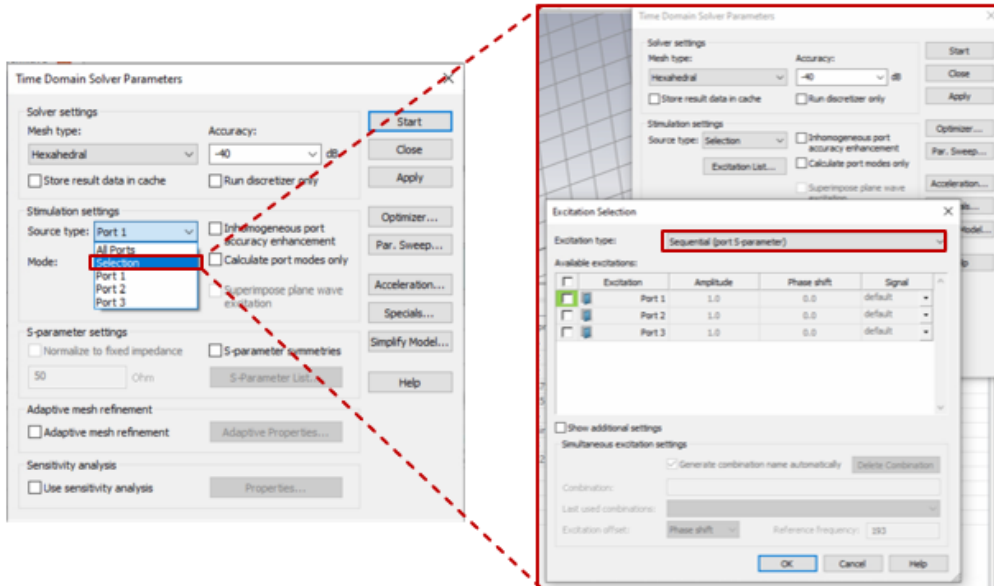 Time Domain Solver Parameters
Solver settings
Mesh type:
Accuracy:
Hexahedral
-40
dB
Store result data in cache
Run discretizer only
Stimulation settings
Source type:
Port 1
All Ports
Selection
Port 1
Port 2
Port 3
Mode:
Inhomogeneous port
accuracy enhancement
Calculate port modes only
Superimpose plane wave
excitation
S-parameter settings
Normalize to fixed impedance
S-parameter symmetries
50
Ohm
S-Parameter List...
Adaptive mesh refinement
Adaptive mesh refinement
Adaptive Properties...
Sensitivity analysis
Use sensitivity analysis
Properties...
Start
Close
Apply
Optimizer...
Par. Sweep...
Acceleration...
Specials...
Simplify Model...
Help
Time Domain Solver Parameters
Solver settings
Mesh type:
Accuracy:
Hexahedral
-40
dB
Store result data in cache
Run discretizer only
Stimulation settings
Source type:
Selection
Inhomogeneous port
accuracy enhancement
Excitation List...
Calculate port modes only
Superimpose plane wave
Start
Close
Apply
Optimizer...
Par. Sweep...
Acceleration...
Excitation Selection
Excitation type:
Sequential (port S-parameter)
Available excitations:
Excitation Amplitude Phase shift Signal
Port 1 1.0 0.0 default
Port 2 1.0 0.0 default
Port 3 1.0 0.0 default
Show additional settings
Simultaneous excitation settings
Generate combination name automatically
Delete Combination
Combination:
Last used combinations:
Excitation offset:
Phase shift
Reference frequency:
193
OK
Cancel
Help